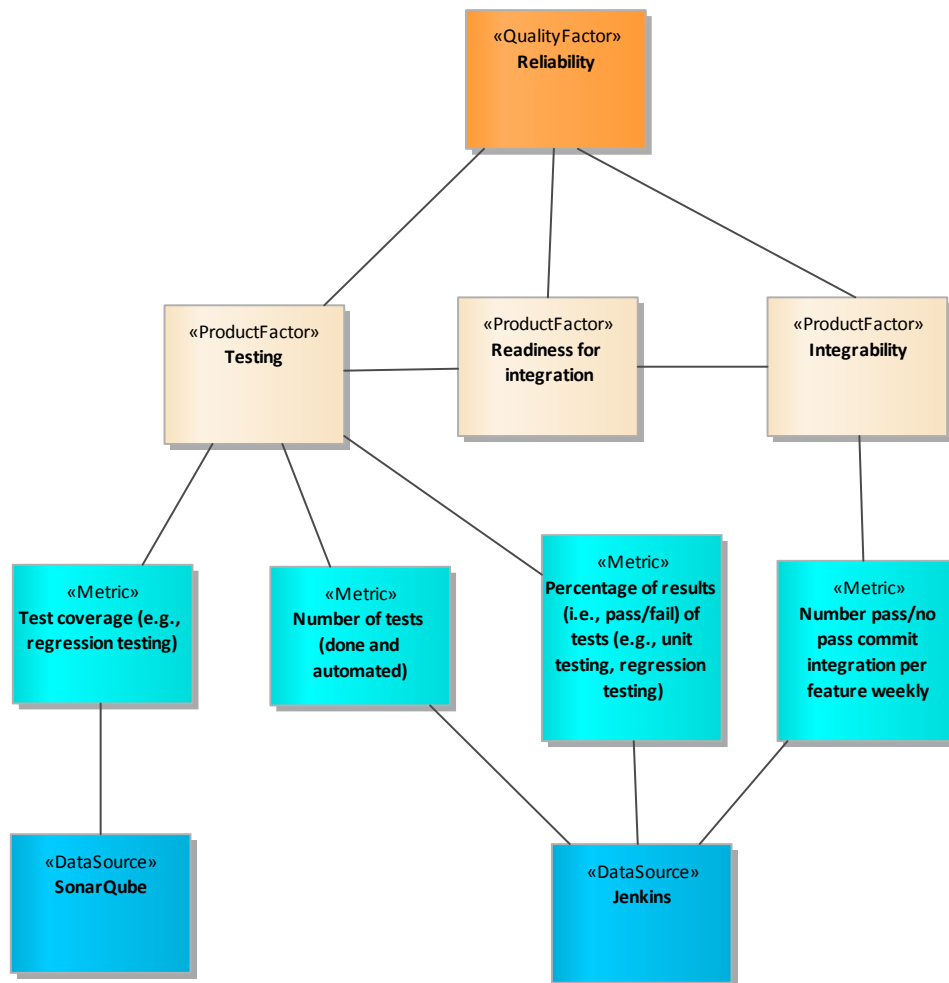 «QualityFactor»
Reliability
«ProductFactor»
Testing
«ProductFactor»
Readiness for
integration
«ProductFactor»
Integrability
«Metric»
Test coverage (e.g.,
regression testing)
«Metric»
Number of tests
(done and
automated)
«Metric»
Percentage of results
(i.e., pass/fail) of
tests (e.g., unit
testing, regression
testing)
«Metric»
Number pass/no
pass commit
integration per
feature weekly
«DataSource»
SonarQube
«DataSource»
Jenkins